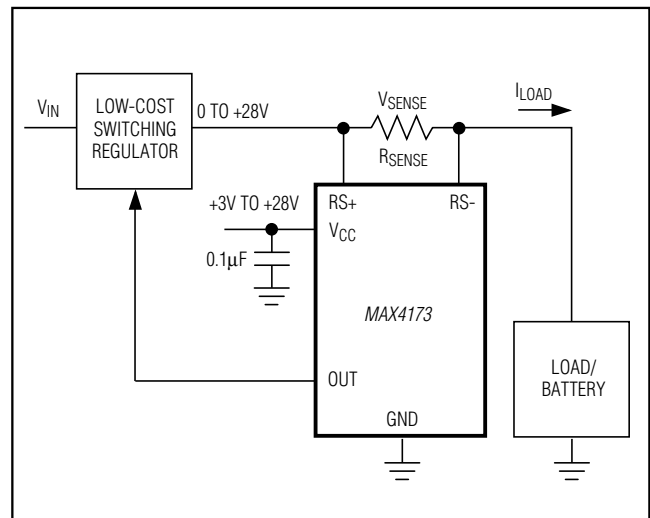 V_IN
LOW-COST
SWITCHING
REGULATOR
0 TO +28V
V_SENSE
R_SENSE
I_LOAD
+3V TO +28V
0.1µF
RS+
RS-
V_CC
MAX4173
OUT
GND
LOAD/
BATTERY